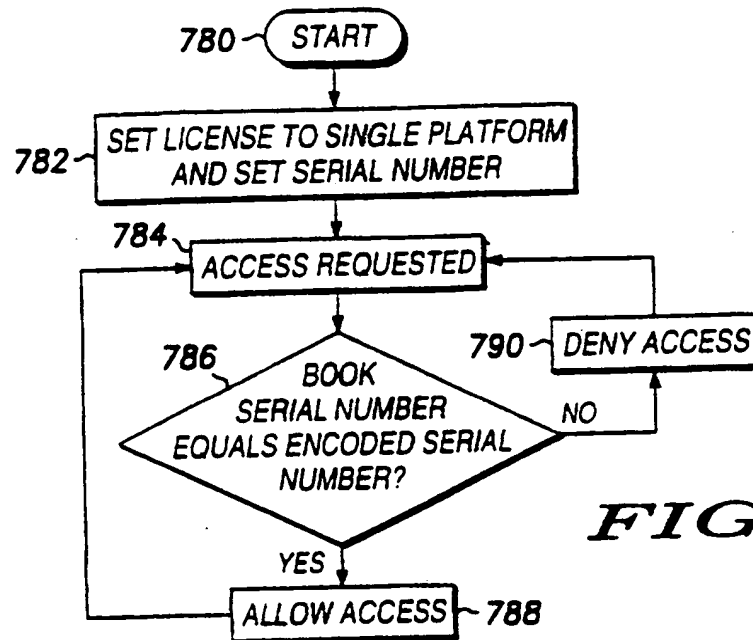 780
START
782
SET LICENSE TO SINGLE PLATFORM
AND SET SERIAL NUMBER
784
ACCESS REQUESTED
786
BOOK
SERIAL NUMBER
EQUALS ENCODED SERIAL
NUMBER?
NO
790
DENY ACCESS
YES
ALLOW ACCESS
788
FIG